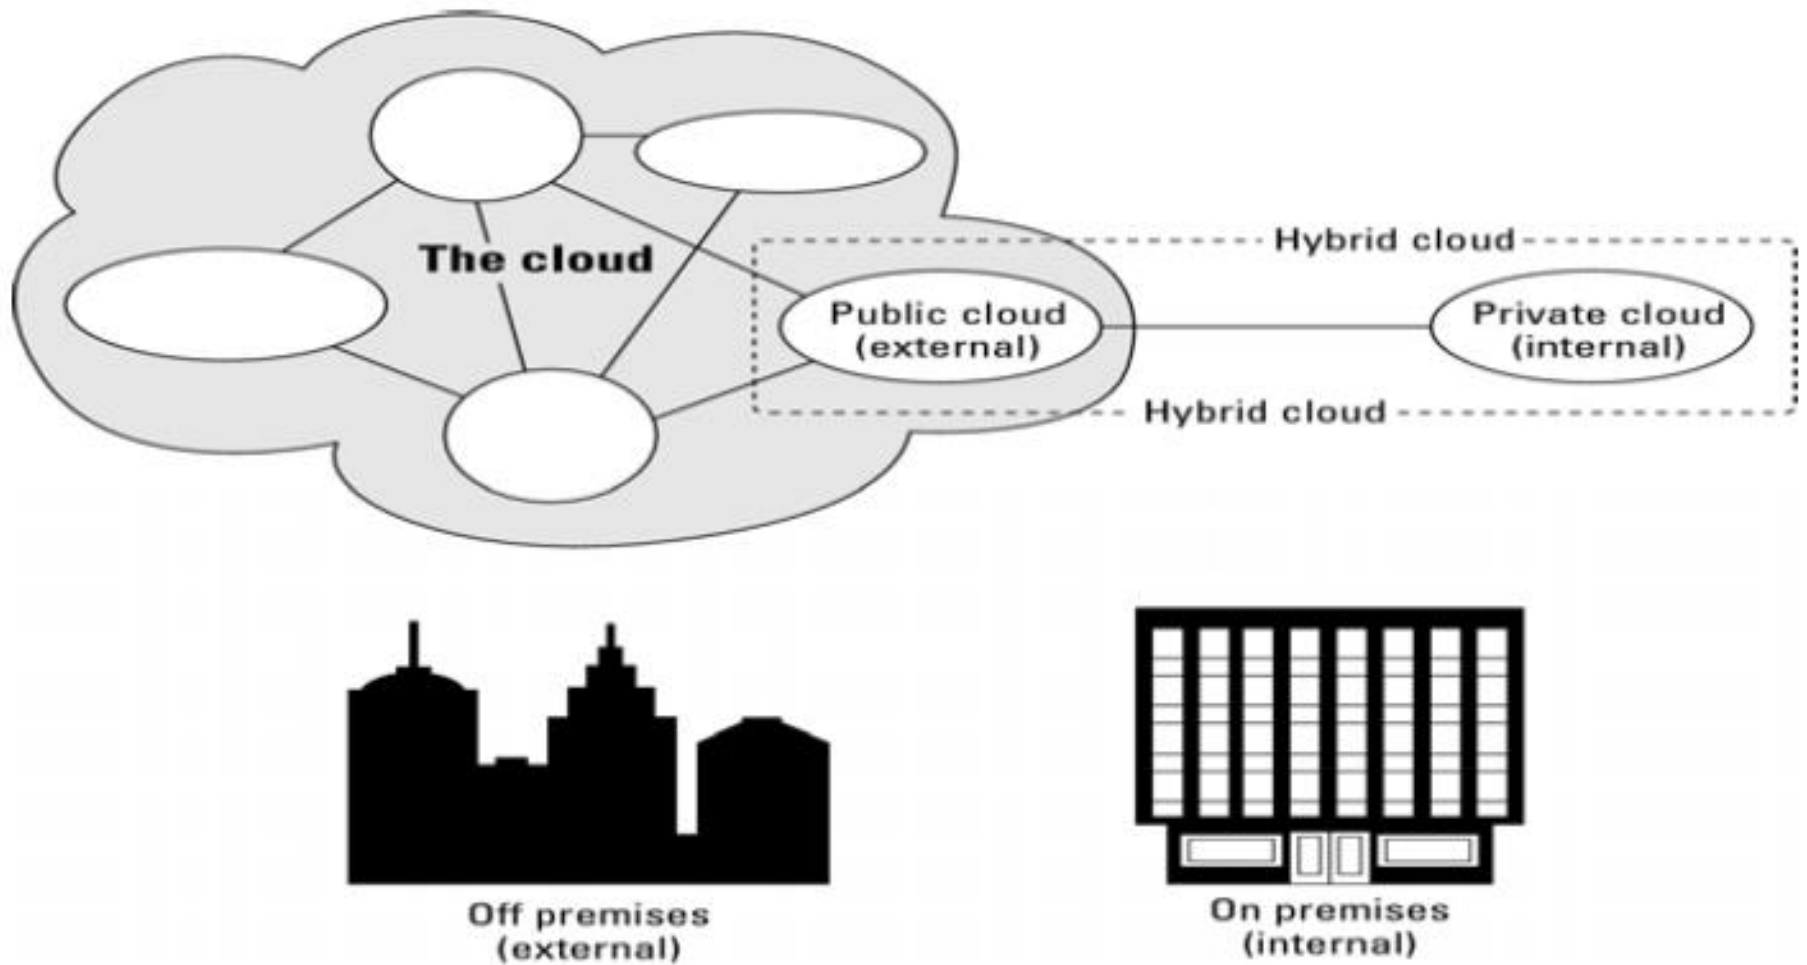 Hybrid cloud
The cloud
Public cloud
(external)
Private cloud
(internal)
Hybrid cloud
Off premises
(external)
On premises
(internal)